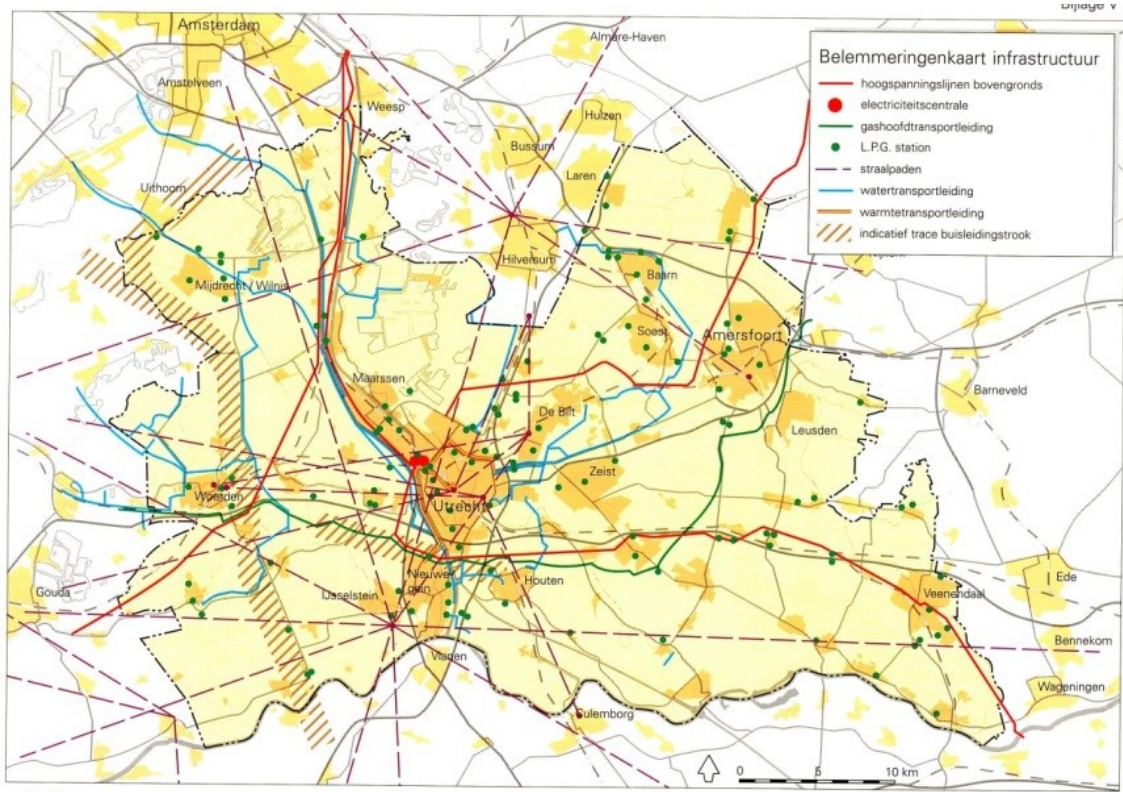 Bijlage V
Amsterdam
Almere-Haven
Amstelveen
Weesp
Huizen
Bussum
Laren
Uithoorn
Hilversum
Baarn
Mijdrecht / Wilnis
Soest
Amersfoort
Maarssen
Barneveld
De Bilt
Leusden
Zeist
Woerden
Utrecht
Nieuwe-
gein
Houten
Ede
Gouda
IJsselstein
Veenendaal
Bennekom
Vianen
Wageningen
Culemborg
Belemmeringenkaart infrastructuur
hoogspanningslijnen bovengronds
electriciteitscentrale
gashoofdtransportleiding
L.P.G. station
straalpaden
watertransportleiding
warmtetransportleiding
indicatief trace buisleidingstrook
0 5 10 km